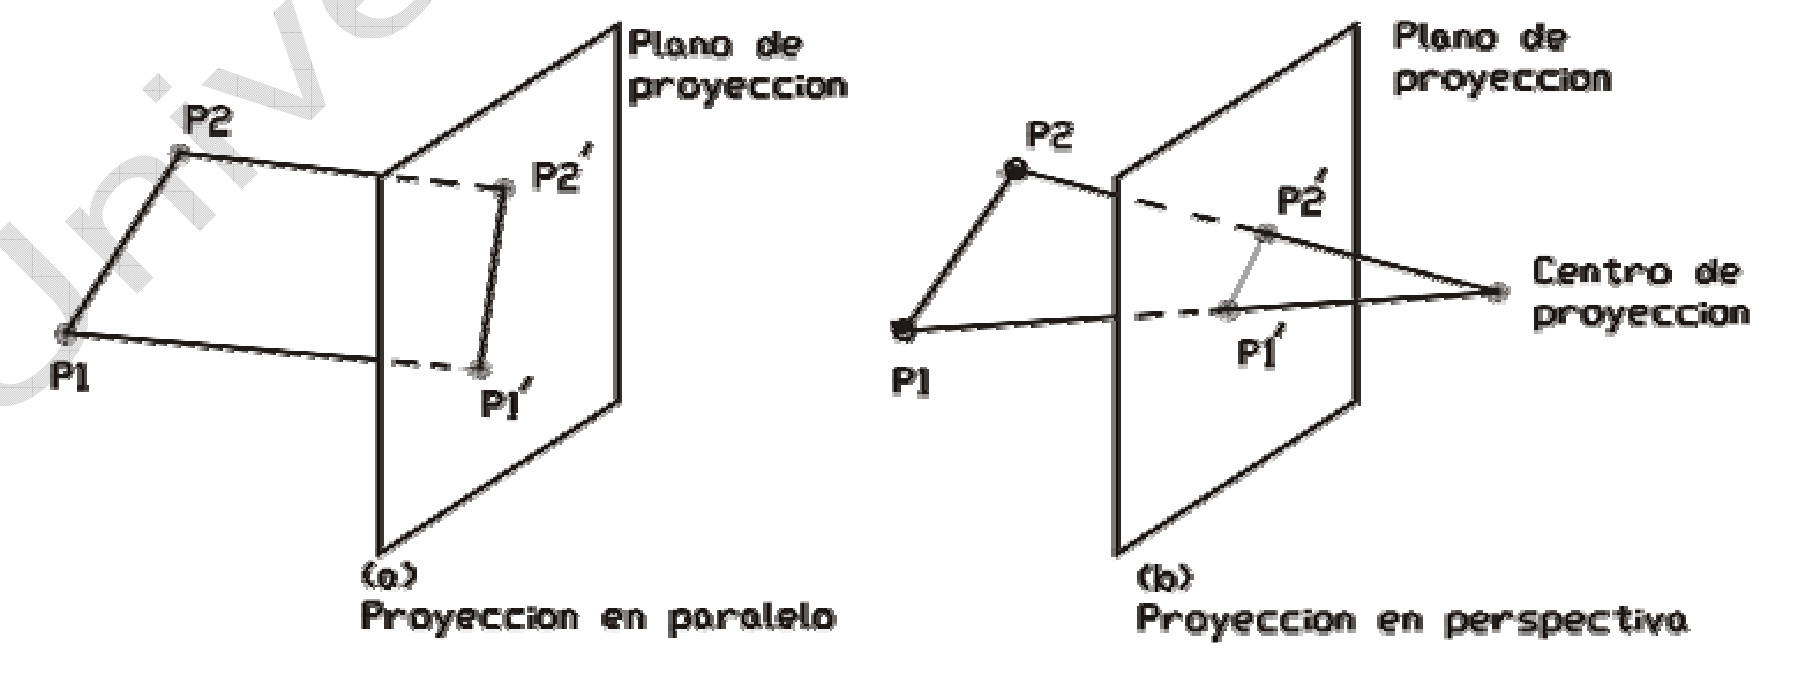 Plano de
proyeccion
P2
P2'
P1
P1'
(a)
Proyeccion en paralelo
Plano de
proyeccion
P2
P2'
Centro de
proyeccion
P1'
P1
(b)
Proyeccion en perspectiva
Unive